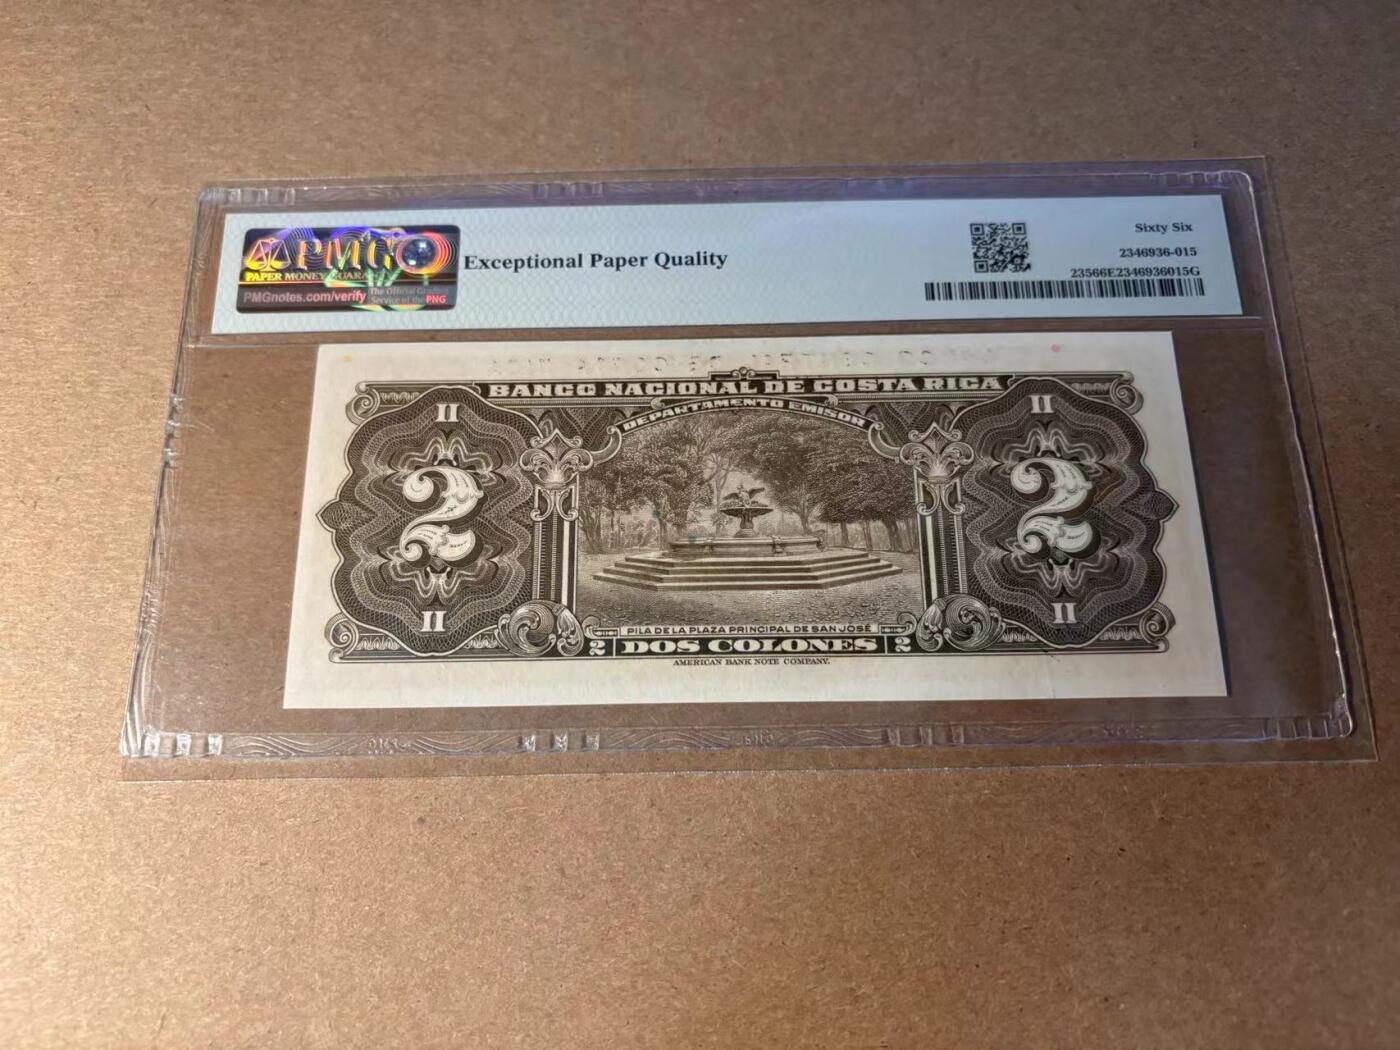 PMG
PAPER MONEY GUARANTY
PMGnotes.com/verify
The Official Grading
Service of the PNG
Exceptional Paper Quality
Sixty Six
2346936-015
23566E2346936015G
BANCO NACIONAL DE COSTA RICA
DEPARTAMENTO EMISOR
II
II
2
2
II
II
PILA DE LA PLAZA PRINCIPAL DE SAN JOSÉ
2 DOS COLONES 2
AMERICAN BANK NOTE COMPANY.